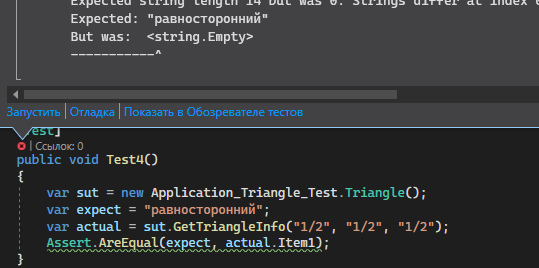 Expected string length 14 but was 0. Strings differ at index
Expected: "равносторонний"
But was:  <string.Empty>
-----------^
Запустить | Отладка | Показать в Обозревателе тестов
est]
| Ссылок: 0
public void Test4()
{
var sut = new Application_Triangle_Test.Triangle();
var expect = "равносторонний";
var actual = sut.GetTriangleInfo("1/2", "1/2", "1/2");
Assert.AreEqual(expect, actual.Item1);
}